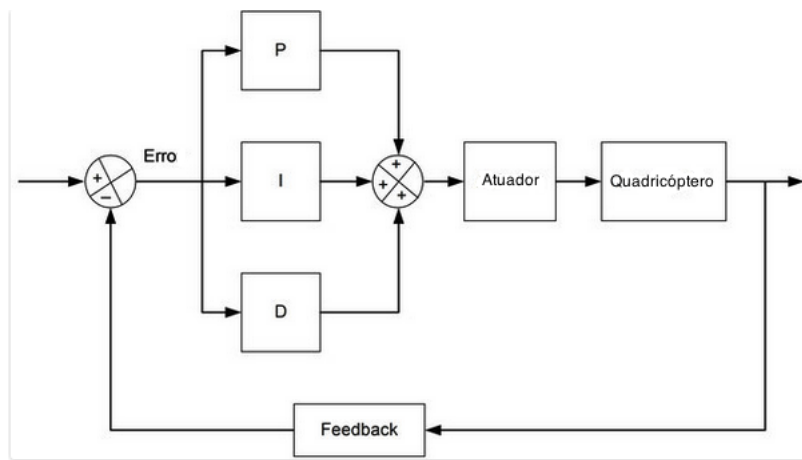 P
Erro
+
−
I
+
+
+
Atuador
Quadricóptero
D
Feedback